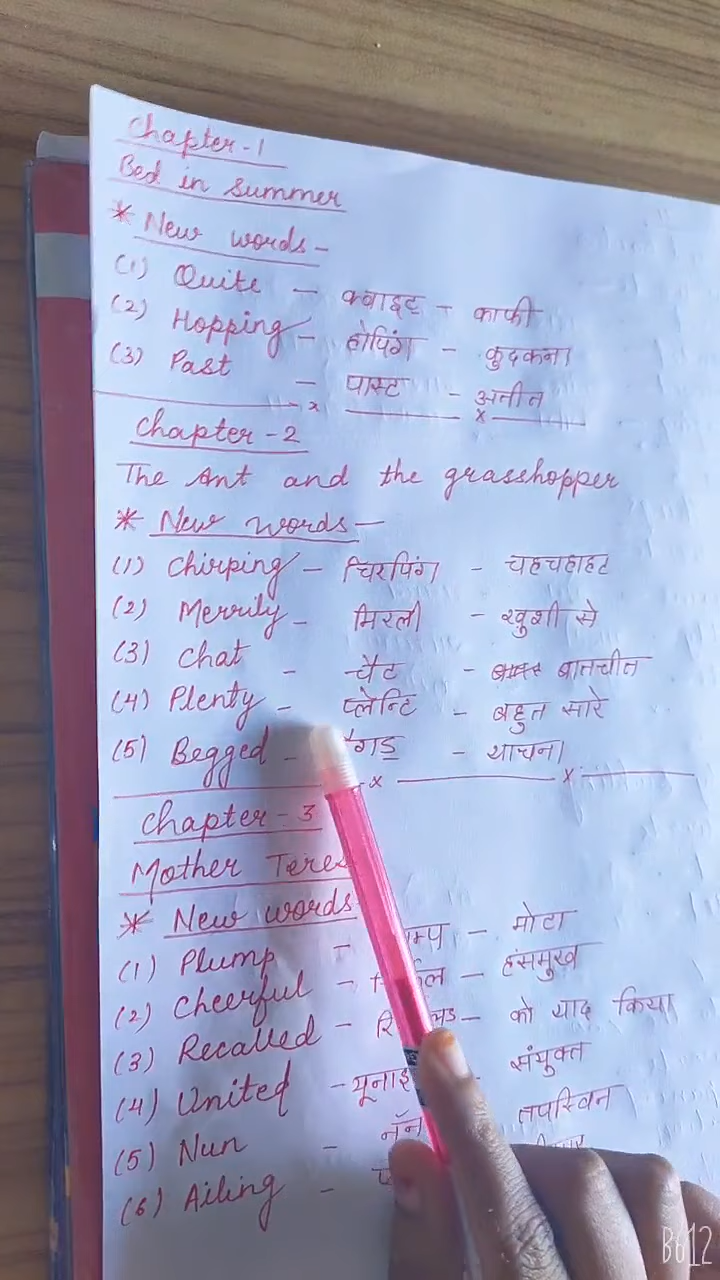 Chapter-1
Bed in summer
* New words-
(1) Quite - क्वाइट - काफी
(2) Hopping - होपिंग - कुदकना
(3) Past - पास्ट - अतीत
x x
Chapter-2
The Ant and the grasshopper
* New words-
(1) Chirping - चिरपिंग - चहचहाहट
(2) Merrily - मिरली - खुशी से
(3) Chat - चैट - बातचीत
(4) Plenty - प्लेन्टि - बहुत सारे
(5) Begged - याचना
x x
Chapter-3
Mother
* New words
(1) Plump - मोटा
(2) Cheerful - हंसमुख
(3) Recalled - को याद किया
(4) United - संयुक्त
(5) Nun - तपस्विन
(6) Ailing -
B612